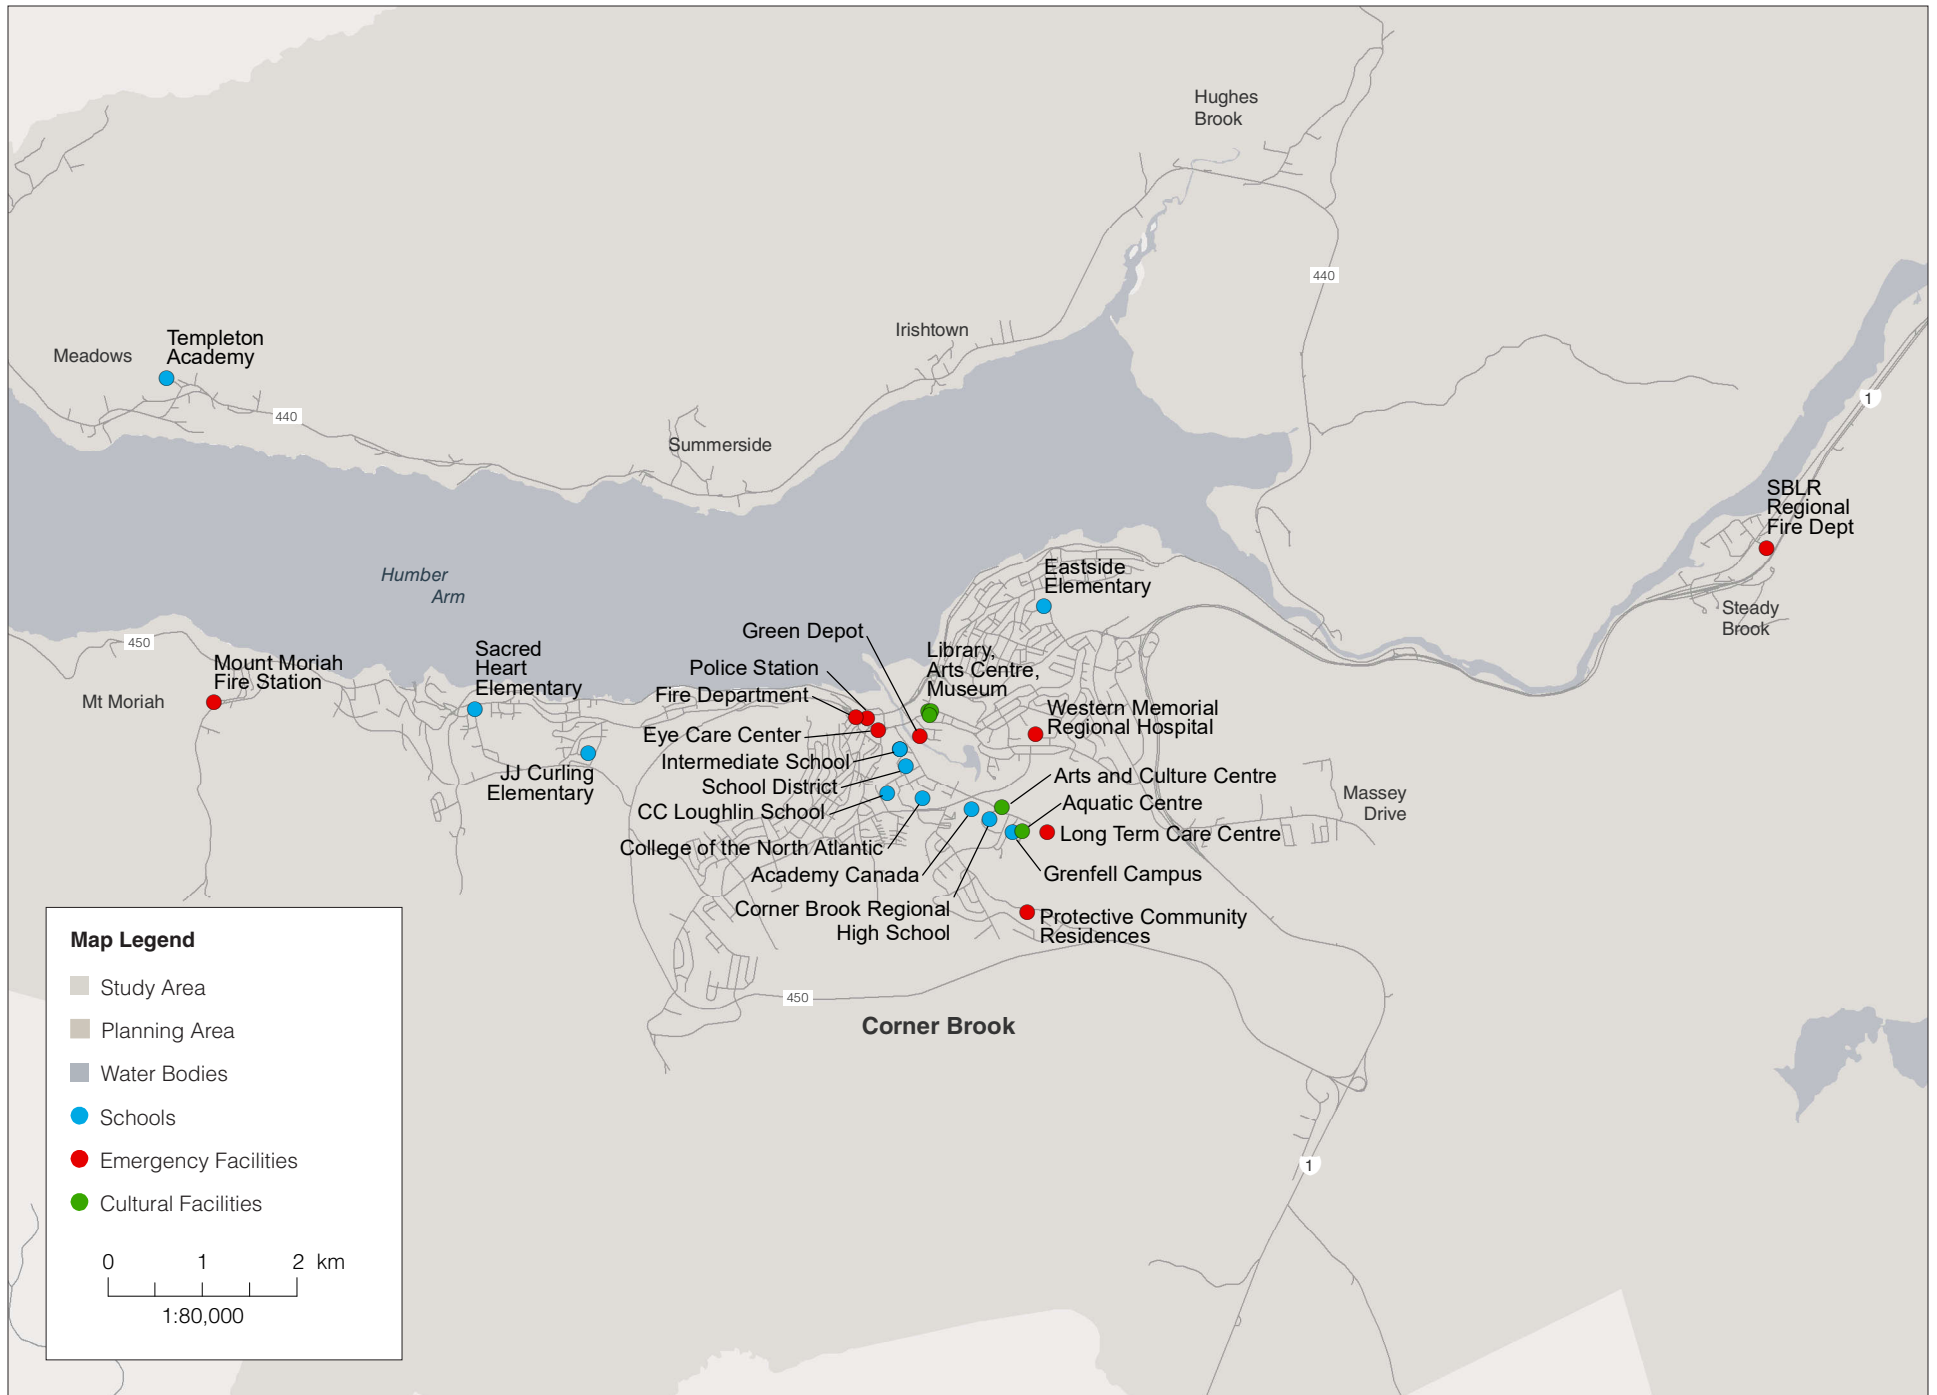 Hughes
Brook
440
Templeton
Academy
Meadows
Irishtown
1
440
Summerside
SBLR
Regional
Fire Dept
Humber
Arm
Eastside
Elementary
Steady
Brook
450
Green Depot
Sacred
Heart
Elementary
Library,
Arts Centre,
Museum
Mount Moriah
Fire Station
Police Station
Mt Moriah
Fire Department
Western Memorial
Regional Hospital
Eye Care Center
Intermediate School
JJ Curling
Elementary
School District
Arts and Culture Centre
Massey
Drive
CC Loughlin School
Aquatic Centre
Long Term Care Centre
College of the North Atlantic
Academy Canada
Grenfell Campus
Corner Brook Regional
High School
Protective Community
Residences
450
Corner Brook
1
Map Legend
Study Area
Planning Area
Water Bodies
Schools
Emergency Facilities
Cultural Facilities
0 1 2 km
1:80,000